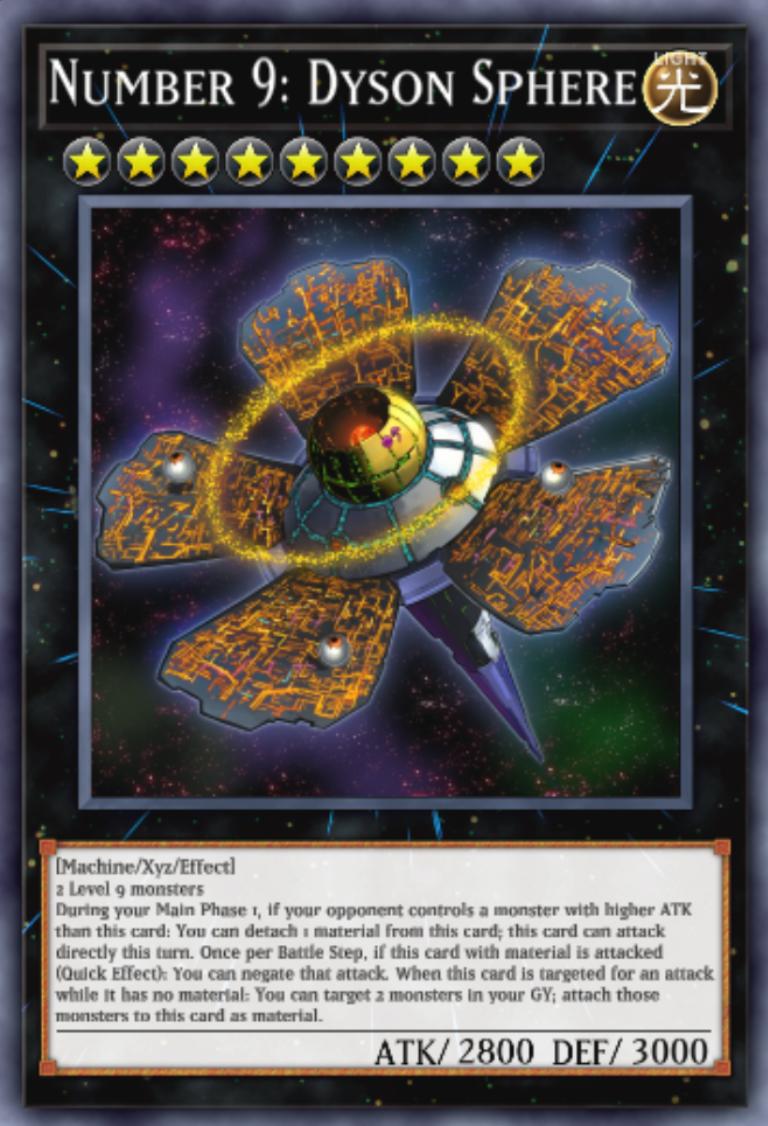 NUMBER 9: DYSON SPHERE
LIGHT
光
[Machine/Xyz/Effect]
2 Level 9 monsters
During your Main Phase 1, if your opponent controls a monster with higher ATK
than this card: You can detach 1 material from this card; this card can attack
directly this turn. Once per Battle Step, if this card with material is attacked
(Quick Effect): You can negate that attack. When this card is targeted for an attack
while it has no material: You can target 2 monsters in your GY; attach those
monsters to this card as material.
ATK/ 2800 DEF/ 3000